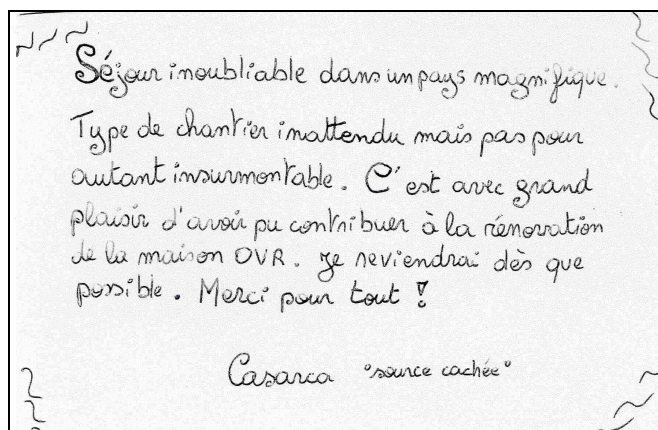 Séjour inoubliable dans un pays magnifique.
Type de chantier inattendu mais pas pour
autant insurmontable. C'est avec grand
plaisir d'avoir pu contribuer à la rénovation
de la maison OVR. Je reviendrai dès que
possible. Merci pour tout !
Casarca "source cachée"